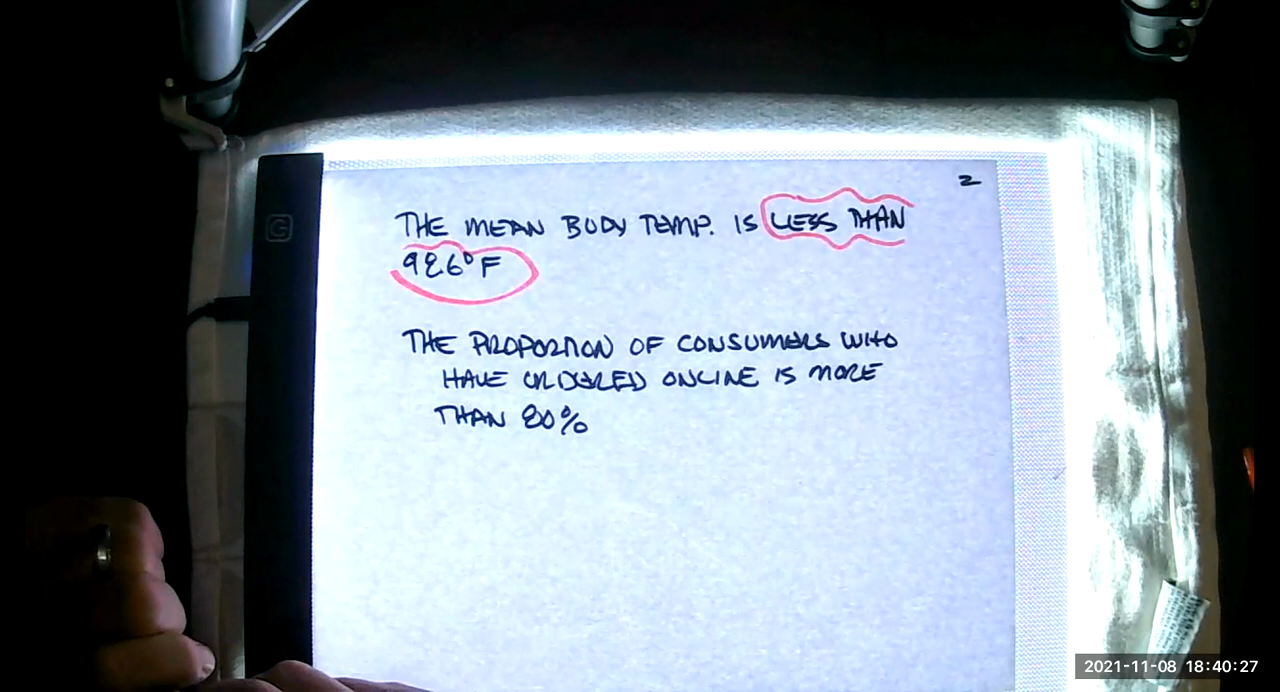 2
THE MEAN BODY TEMP. IS LESS THAN
98.6° F
THE PROPORTION OF CONSUMERS WHO
HAVE ORDERED ONLINE IS MORE
THAN 80%
G
2021-11-08 18:40:27